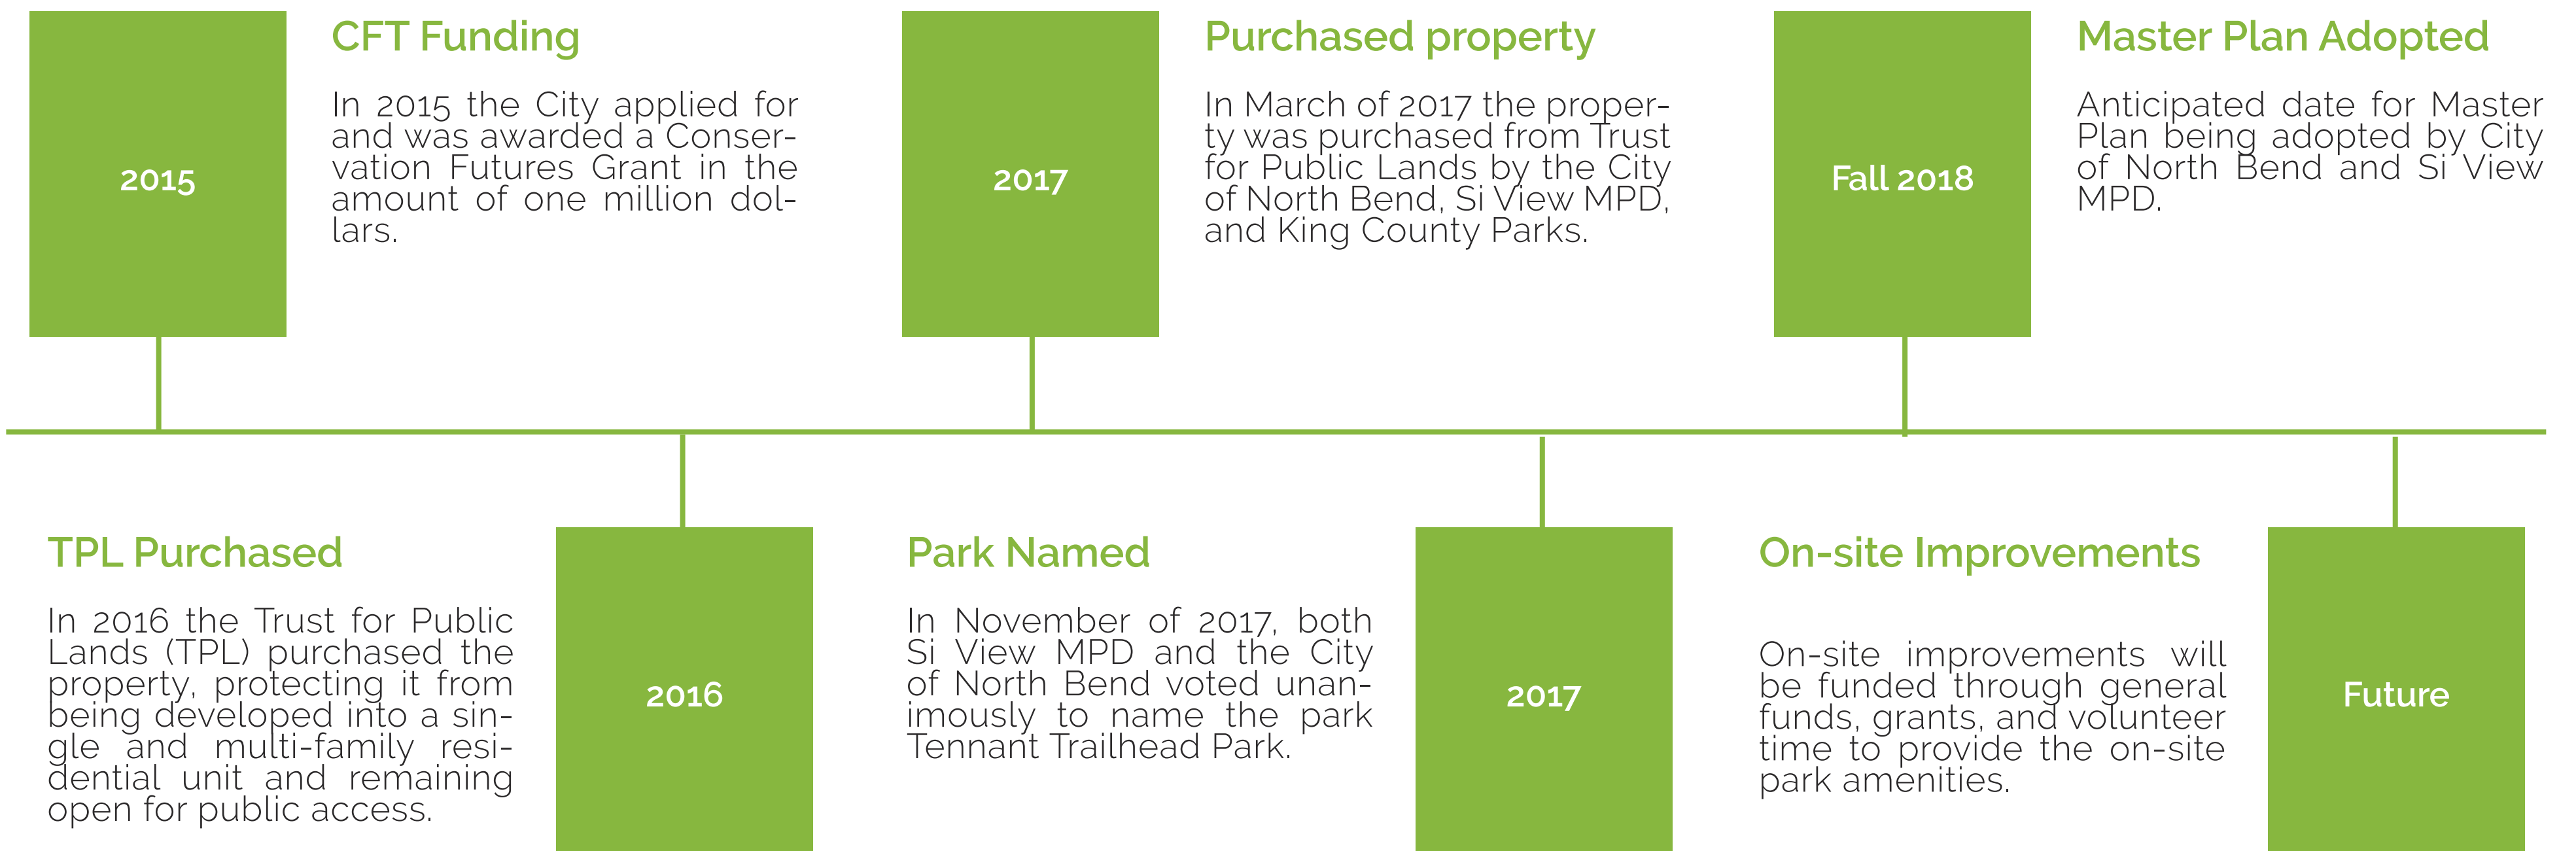 2015
CFT Funding
In 2015 the City applied for
and was awarded a Conser-
vation Futures Grant in the
amount of one million dol-
lars.
2017
Purchased property
In March of 2017 the proper-
ty was purchased from Trust
for Public Lands by the City
of North Bend, Si View MPD,
and King County Parks.
Fall 2018
Master Plan Adopted
Anticipated date for Master
Plan being adopted by City
of North Bend and Si View
MPD.
TPL Purchased
In 2016 the Trust for Public
Lands (TPL) purchased the
property, protecting it from
being developed into a sin-
gle and multi-family resi-
dential unit and remaining
open for public access.
2016
Park Named
In November of 2017, both
Si View MPD and the City
of North Bend voted unan-
imously to name the park
Tennant Trailhead Park.
2017
On-site Improvements
On-site improvements will
be funded through general
funds, grants, and volunteer
time to provide the on-site
park amenities.
Future